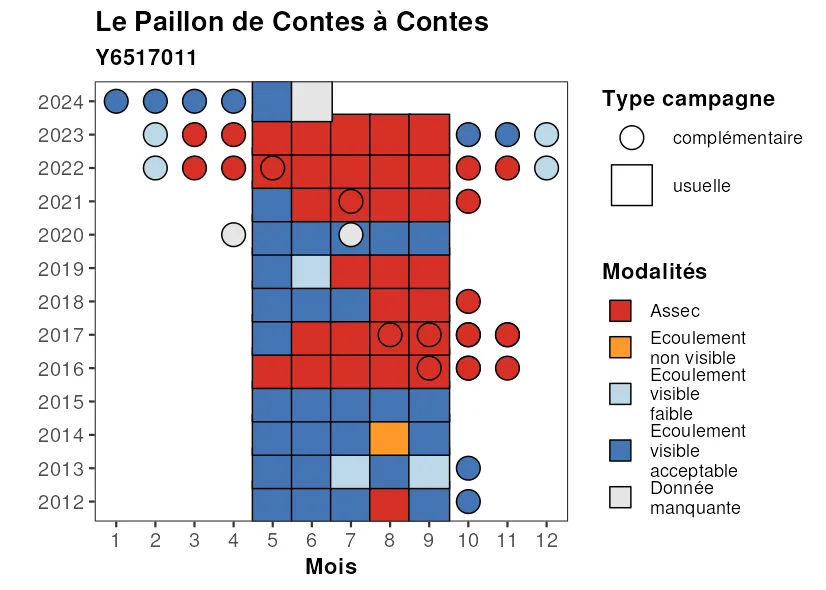 Le Paillon de Contes à Contes
Y6517011
2024
2023
2022
2021
2020
2019
2018
2017
2016
2015
2014
2013
2012
1 2 3 4 5 6 7 8 9 10 11 12
Mois
Type campagne
complémentaire
usuelle
Modalités
Assec
Ecoulement
non visible
Ecoulement
visible
faible
Ecoulement
visible
acceptable
Donnée
manquante